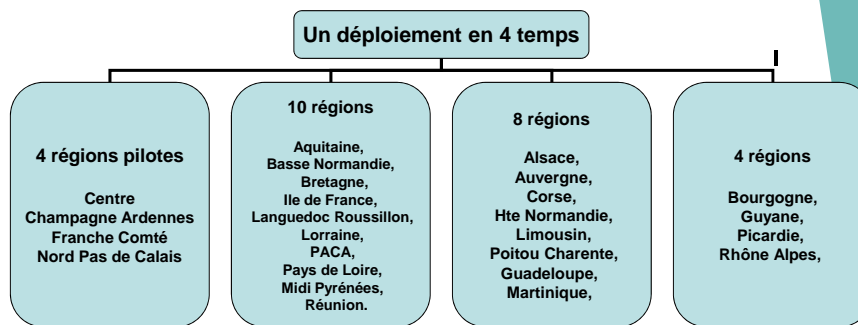 Un déploiement en 4 temps
4 régions pilotes
Centre
Champagne Ardennes
Franche Comté
Nord Pas de Calais
10 régions
Aquitaine,
Basse Normandie,
Bretagne,
Ile de France,
Languedoc Roussillon,
Lorraine,
PACA,
Pays de Loire,
Midi Pyrénées,
Réunion.
8 régions
Alsace,
Auvergne,
Corse,
Hte Normandie,
Limousin,
Poitou Charente,
Guadeloupe,
Martinique,
4 régions
Bourgogne,
Guyane,
Picardie,
Rhône Alpes,